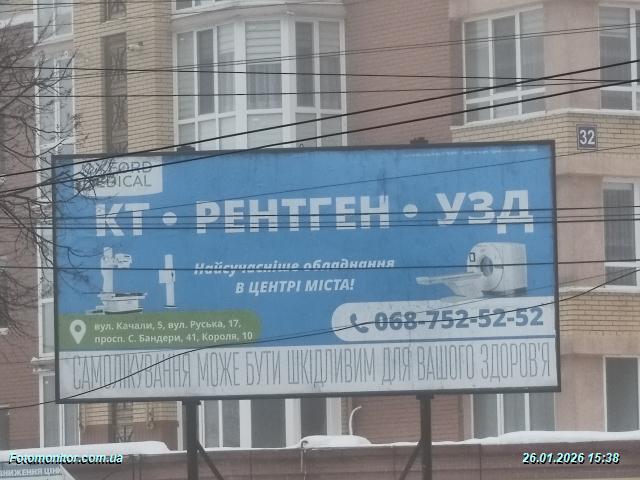 32
OXFORD
MEDICAL
КТ • РЕНТГЕН • УЗД
Найсучасніше обладнання
В ЦЕНТРІ МІСТА!
вул. Качали, 5, вул. Руська, 17,
просп. С. Бандери, 41, Короля, 10
068-752-52-52
САМОЛІКУВАННЯ МОЖЕ БУТИ ШКІДЛИВИМ ДЛЯ ВАШОГО ЗДОРОВ'Я
Fotomonitor.com.ua
26.01.2026 15:38